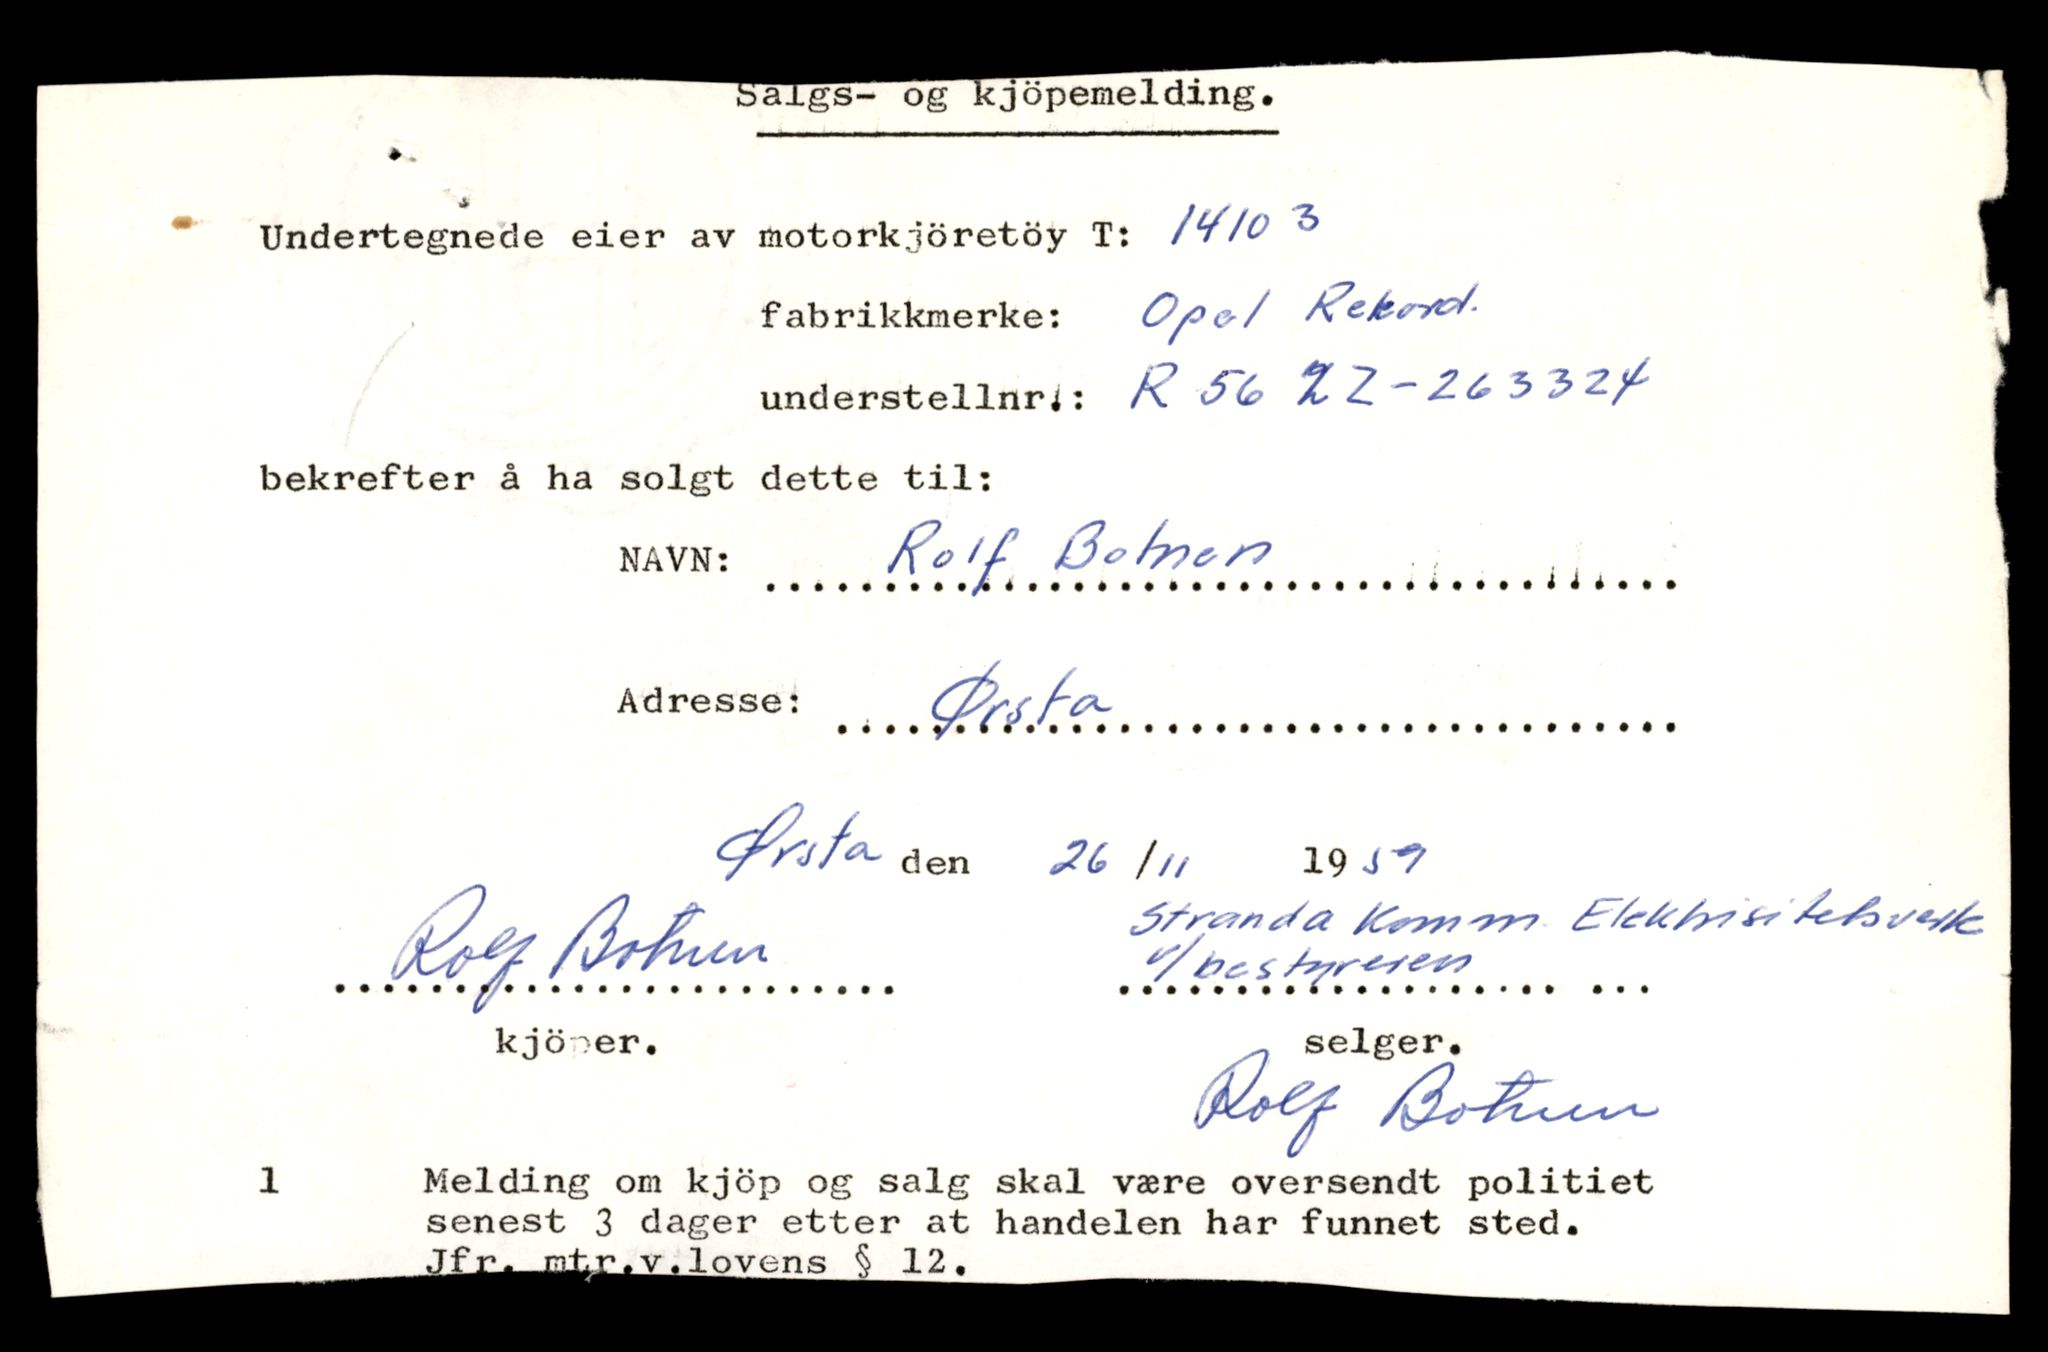 Salgs- og kjöpemelding.
Undertegnede eier av motorkjöretöy T: 14103
fabrikkmerke: Opel Rekord.
understellnr.: R 56 ZZ-263324
bekrefter å ha solgt dette til:
NAVN: Rolf Botnen
Adresse: Ørsta
Ørsta den 26/11 1959
Stranda Komm. Elektrisitetsverk
Rolf Botnen v/bestyreren
kjöper. selger.
Rolf Botnen
1 Melding om kjöp og salg skal være oversendt politiet
senest 3 dager etter at handelen har funnet sted.
Jfr. mtr.v.lovens § 12.